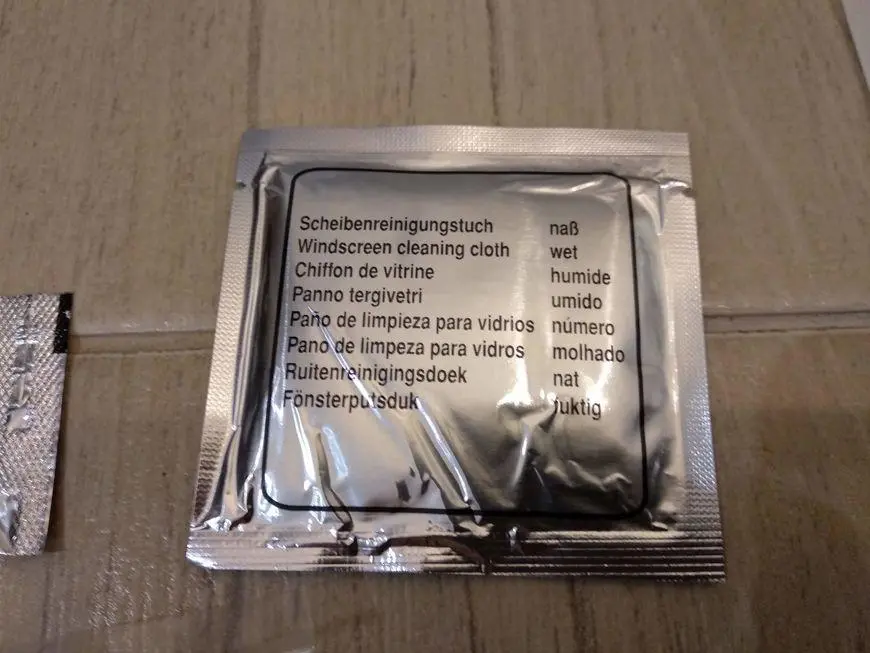 Scheibenreinigungstuch naß
Windscreen cleaning cloth wet
Chiffon de vitrine humide
Panno tergivetri umido
Paño de limpieza para vidrios número
Pano de limpeza para vidros molhado
Ruitenreinigingsdoek nat
Fönsterputsduk fuktig